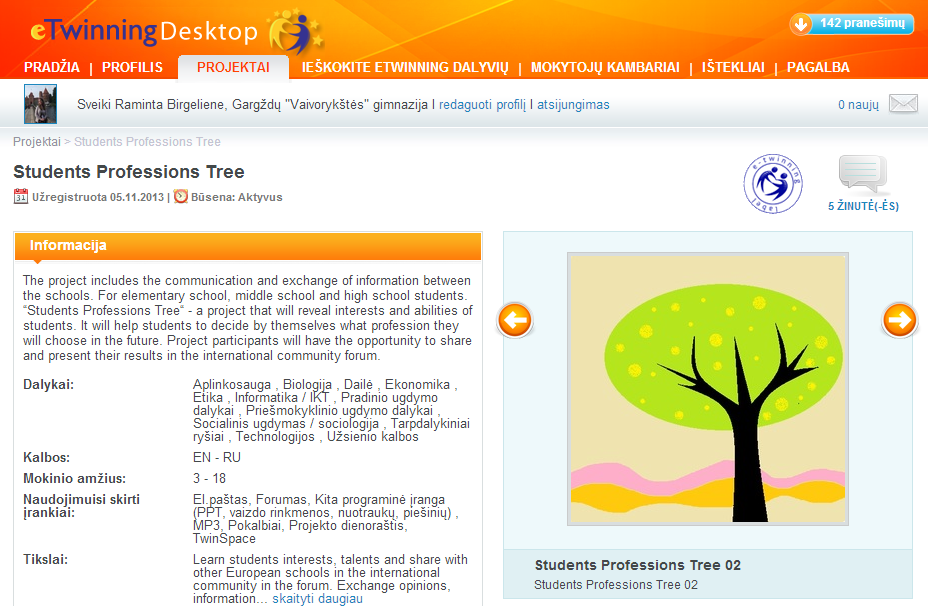 eTwinningDesktop
142 pranešimų
PRADŽIA | PROFILIS PROJEKTAI IEŠKOKITE ETWINNING DALYVIŲ | MOKYTOJŲ KAMBARIAI | IŠTEKLIAI | PAGALBA
Sveiki Raminta Birgeliene, Gargždų "Vaivorykštės" gimnazija I redaguoti profilį I atsijungimas
0 naujų
Projektai > Students Professions Tree
Students Professions Tree
Užregistruota 05.11.2013 | Būsena: Aktyvus
e-twinning
label
5 ŽINUTĖ(-ĖS)
Informacija
The project includes the communication and exchange of information between
the schools. For elementary school, middle school and high school students.
“Students Professions Tree“ - a project that will reveal interests and abilities of
students. It will help students to decide by themselves what profession they
will choose in the future. Project participants will have the opportunity to share
and present their results in the international community forum.
Dalykai: Aplinkosauga , Biologija , Dailė , Ekonomika ,
Etika , Informatika / IKT , Pradinio ugdymo
dalykai , Priešmokyklinio ugdymo dalykai ,
Socialinis ugdymas / sociologija , Tarpdalykiniai
ryšiai , Technologijos , Užsienio kalbos
Kalbos: EN - RU
Mokinio amžius: 3 - 18
Naudojimuisi skirti įrankiai: El.paštas, Forumas, Kita programinė įranga
(PPT, vaizdo rinkmenos, nuotraukų, piešinių) ,
MP3, Pokalbiai, Projekto dienoraštis,
TwinSpace
Tikslai: Learn students interests, talents and share with
other European schools in the international
community in the forum. Exchange opinions,
information... skaityti daugiau
Students Professions Tree 02
Students Professions Tree 02